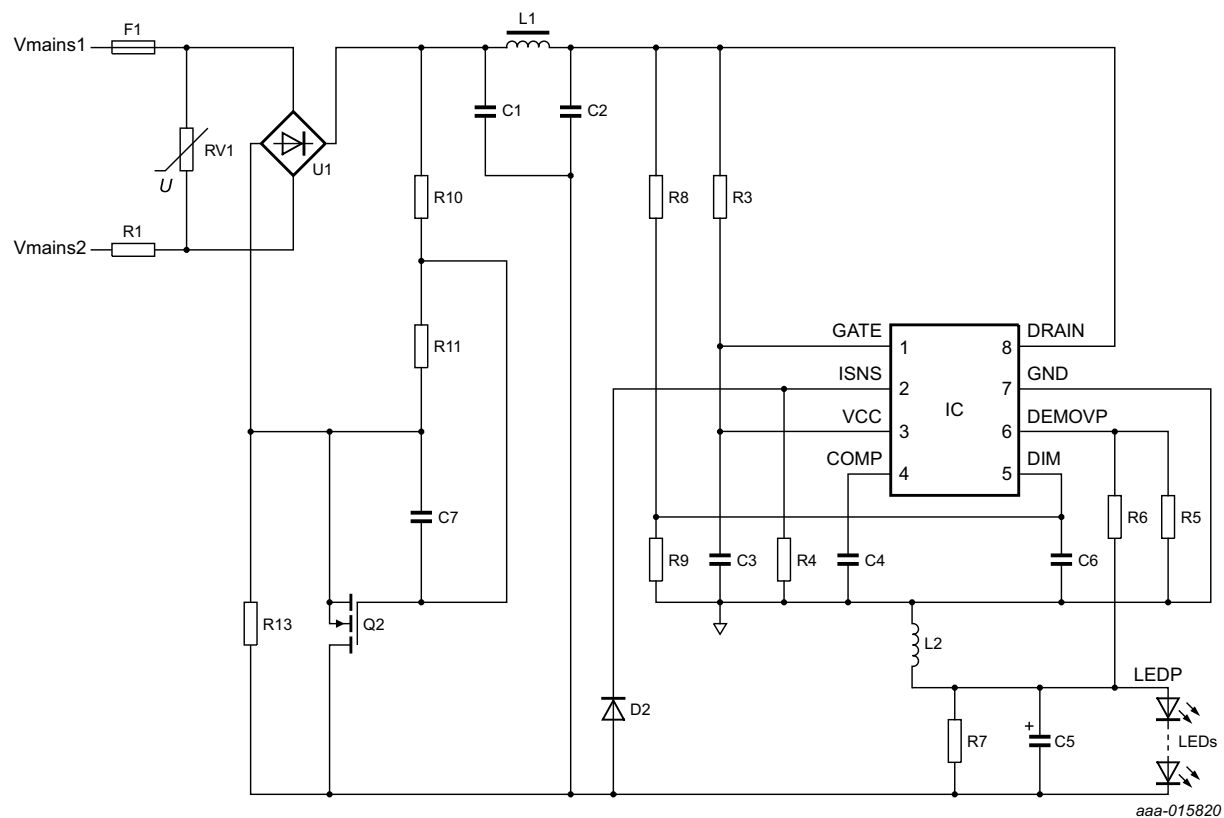 F1
L1
Vmains1
C1
C2
RV1
U
U1
R10
R8
R3
R1
Vmains2
GATE
DRAIN
R11
1
8
ISNS
GND
2
7
IC
VCC
DEMOVP
3
6
COMP
DIM
4
5
C7
R6
R5
R9
C3
R4
C4
C6
R13
Q2
L2
LEDP
D2
+
R7
C5
LEDs
aaa-015820